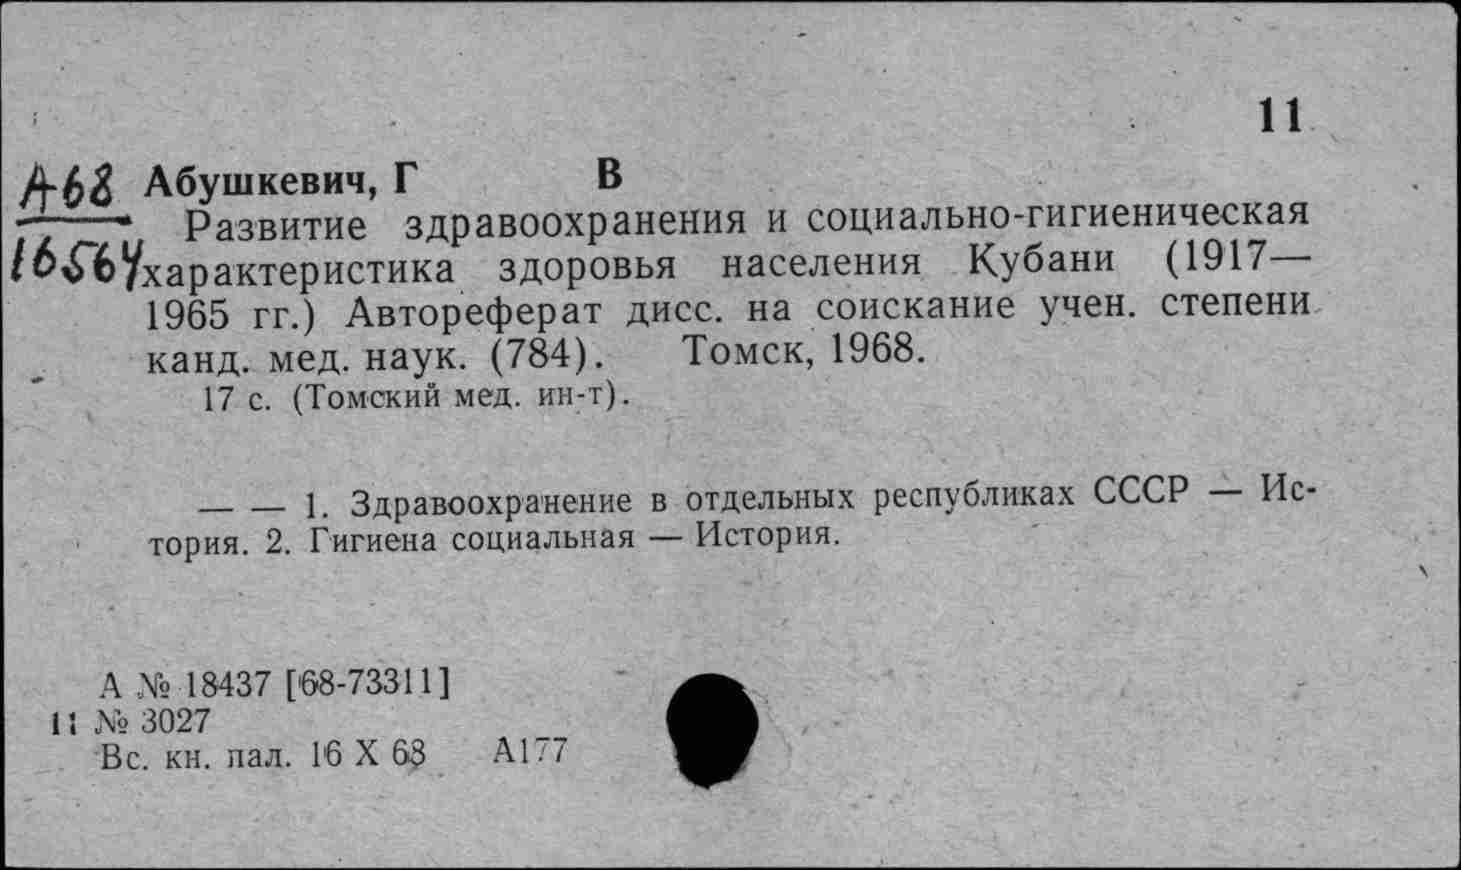 11
А-68 Абушкевич, Г В
16564
Развитие здравоохранения и социально-гигиеническая
характеристика здоровья населения Кубани (1917—
1965 гг.) Автореферат дисс. на соискание учен. степени
канд. мед. наук. (784). Томск, 1968.
17 с. (Томский мед. ин-т).
— — 1. Здравоохранение в отдельных республиках СССР — Ис-
тория. 2. Гигиена социальная — История.
А № 18437 [68-73311]
11 № 3027
Вс. кн. пал. 16 X 68 А177